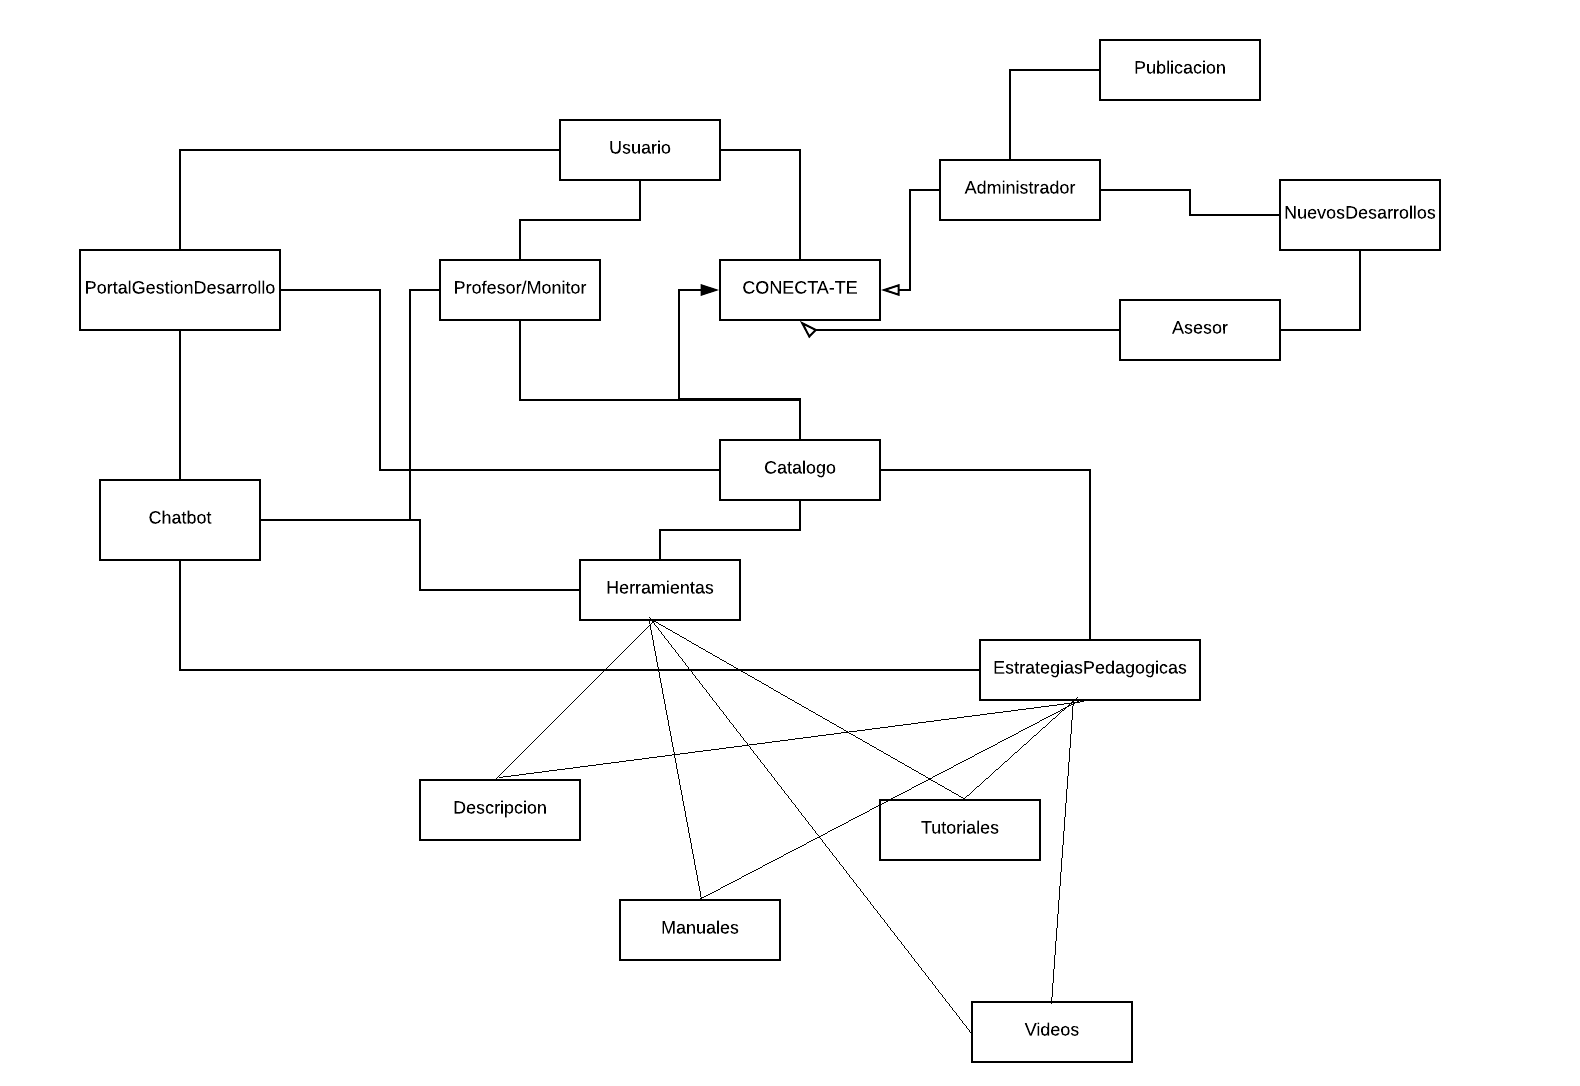 Publicacion
Usuario
Administrador
NuevosDesarrollos
PortalGestionDesarrollo
Profesor/Monitor
CONECTA-TE
Asesor
Catalogo
Chatbot
Herramientas
EstrategiasPedagogicas
Descripcion
Tutoriales
Manuales
Videos